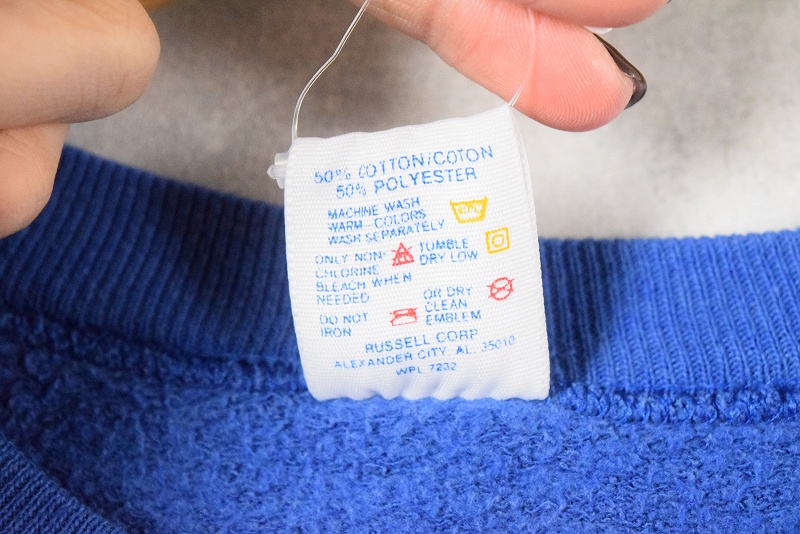 50% COTTON/COTON
50% POLYESTER
MACHINE WASH
WARM-COLORS
WASH SEPARATELY
ONLY NON-
CHLORINE
BLEACH WHEN
NEEDED
TUMBLE
DRY LOW
DO NOT
IRON
OR DRY
CLEAN
EMBLEM
RUSSELL CORP
ALEXANDER CITY, AL. 35010
WPL 7232